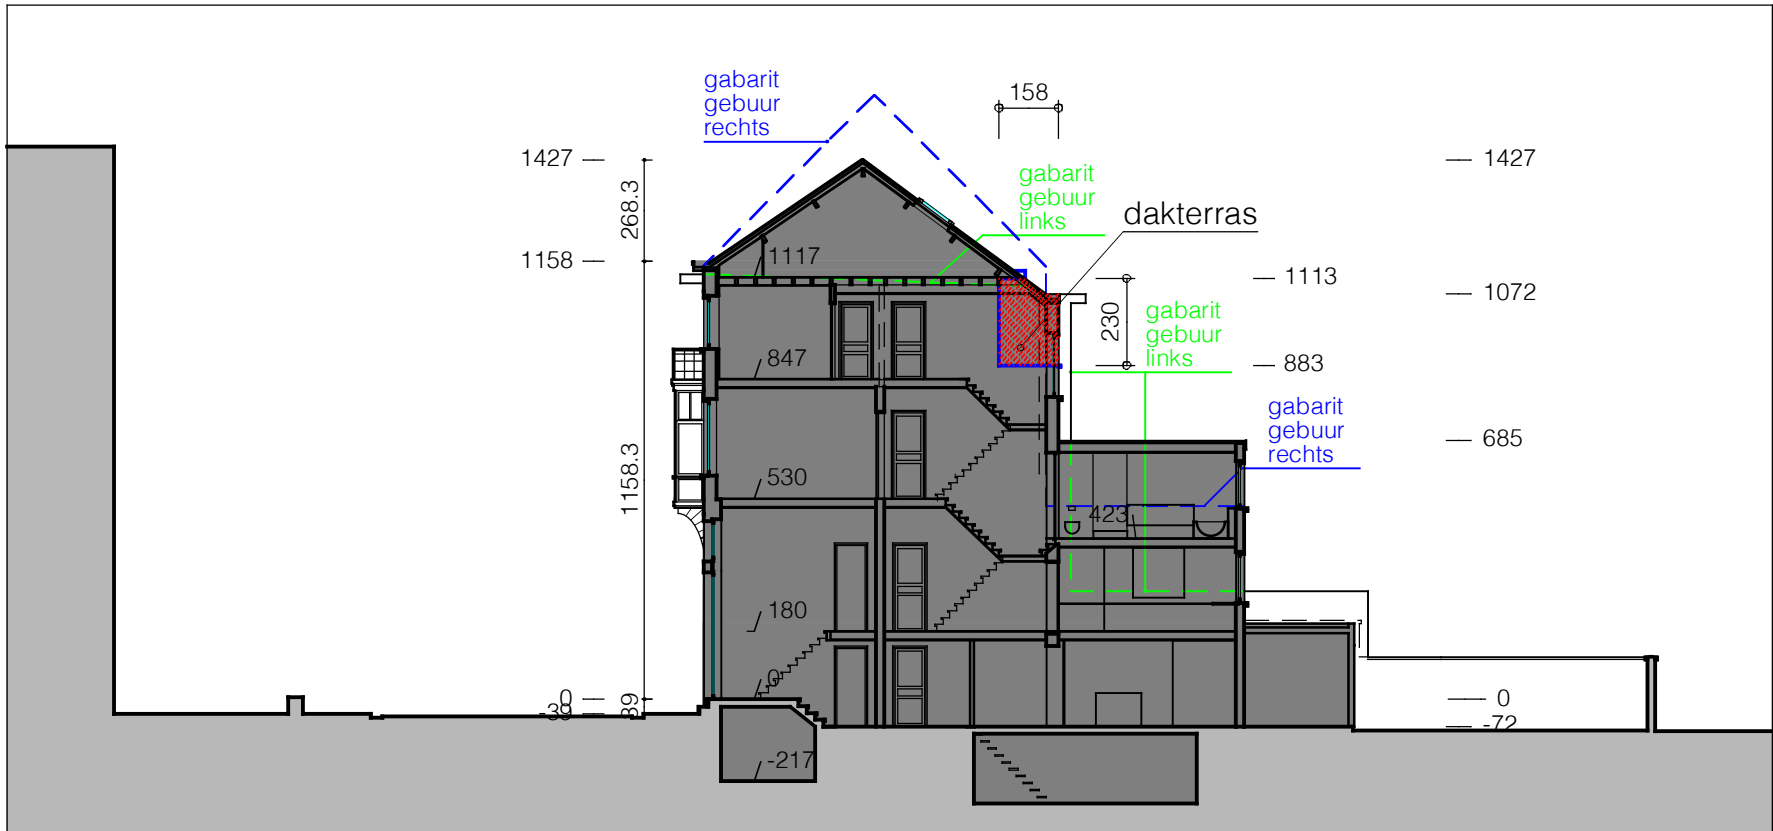 gabarit
gebuur
rechts
158
1427
1427
268.3
gabarit
gebuur
links
dakterras
1158
1117
1113
1072
230
gabarit
gebuur
links
847
883
gabarit
gebuur
rechts
685
1158.3
530
423
180
0
0
0
-39
39
-72
-217